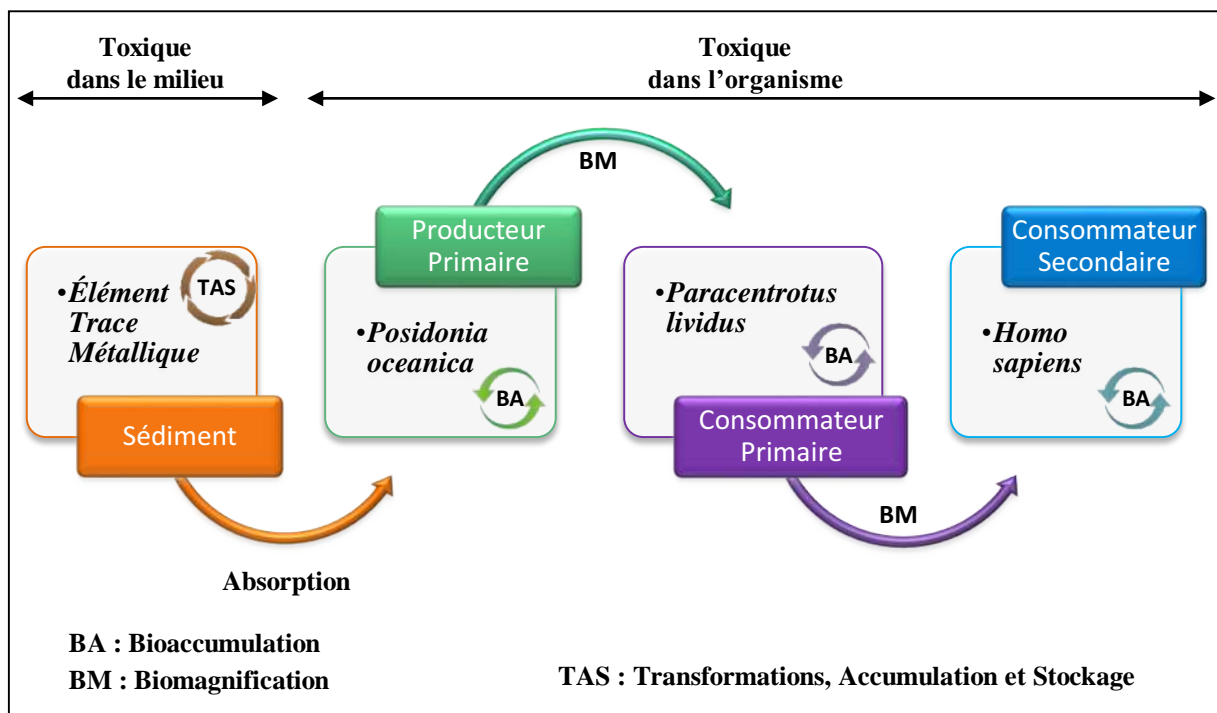 Toxique
dans le milieu
Toxique
dans l’organisme
BM
Producteur
Primaire
Consommateur
Secondaire
•Élément
Trace
Métallique
TAS
•Posidonia
oceanica
BA
•Paracentrotus
lividus
BA
•Homo
sapiens
BA
Sédiment
Consommateur
Primaire
BM
Absorption
BA : Bioaccumulation
BM : Biomagnification
TAS : Transformations, Accumulation et Stockage